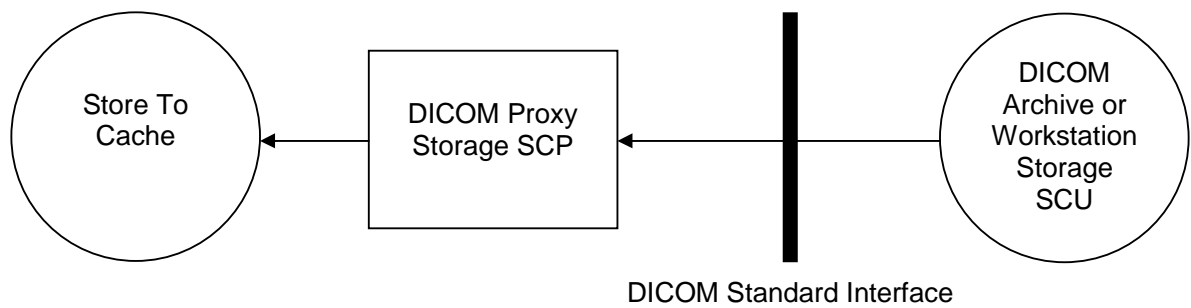 Store To
Cache
DICOM Proxy
Storage SCP
DICOM
Archive or
Workstation
Storage
SCU
DICOM Standard Interface